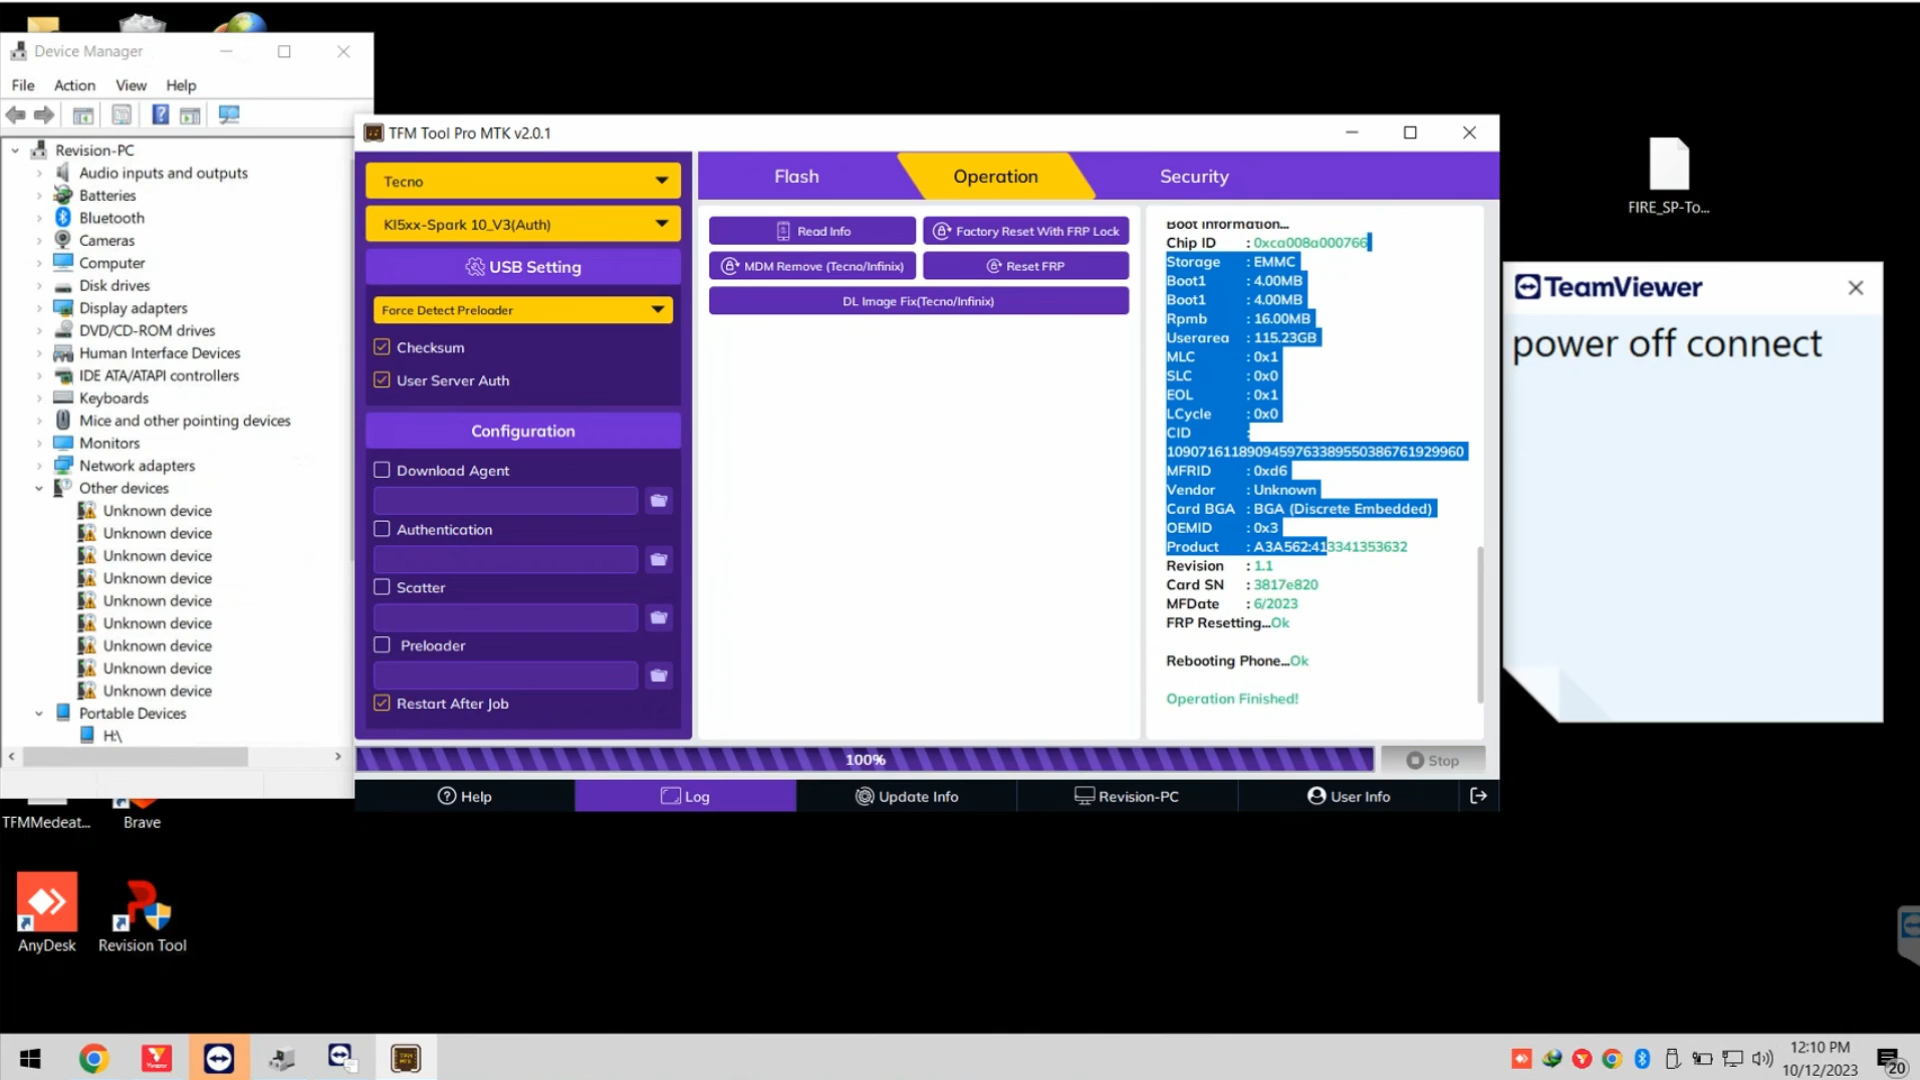 Device Manager
File Action View Help
Revision-PC
Audio inputs and outputs
Batteries
Bluetooth
Cameras
Computer
Disk drives
Display adapters
DVD/CD-ROM drives
Human Interface Devices
IDE ATA/ATAPI controllers
Keyboards
Mice and other pointing devices
Monitors
Network adapters
Other devices
Unknown device
Unknown device
Unknown device
Unknown device
Unknown device
Unknown device
Unknown device
Unknown device
Unknown device
Portable Devices
H:\
TFM Tool Pro MTK v2.0.1
Tecno
KI5xx-Spark 10_V3(Auth)
USB Setting
Force Detect Preloader
Checksum
User Server Auth
Configuration
Download Agent
Authentication
Scatter
Preloader
Restart After Job
Flash Operation Security
Read Info Factory Reset With FRP Lock
MDM Remove (Tecno/Infinix) Reset FRP
DL Image Fix(Tecno/Infinix)
Boot Information...
Chip ID : 0xca008a000766
Storage : EMMC
Boot1 : 4.00MB
Boot1 : 4.00MB
Rpmb : 16.00MB
Userarea : 115.23GB
MLC : 0x1
SLC : 0x0
EOL : 0x1
LCycle : 0x0
CID :
10907161189094597633895503867619299​60
MFRID : 0xd6
Vendor : Unknown
Card BGA : BGA (Discrete Embedded)
OEMID : 0x3
Product : A3A562:413341353632
Revision : 1.1
Card SN : 3817e820
MFDate : 6/2023
FRP Resetting...Ok
Rebooting Phone...Ok
Operation Finished!
100%
Stop
Help Log Update Info Revision-PC User Info
FIRE_SP-To...
TeamViewer
power off connect
TFMMedeat...
Brave
AnyDesk
Revision Tool
12:10 PM
10/12/2023
20